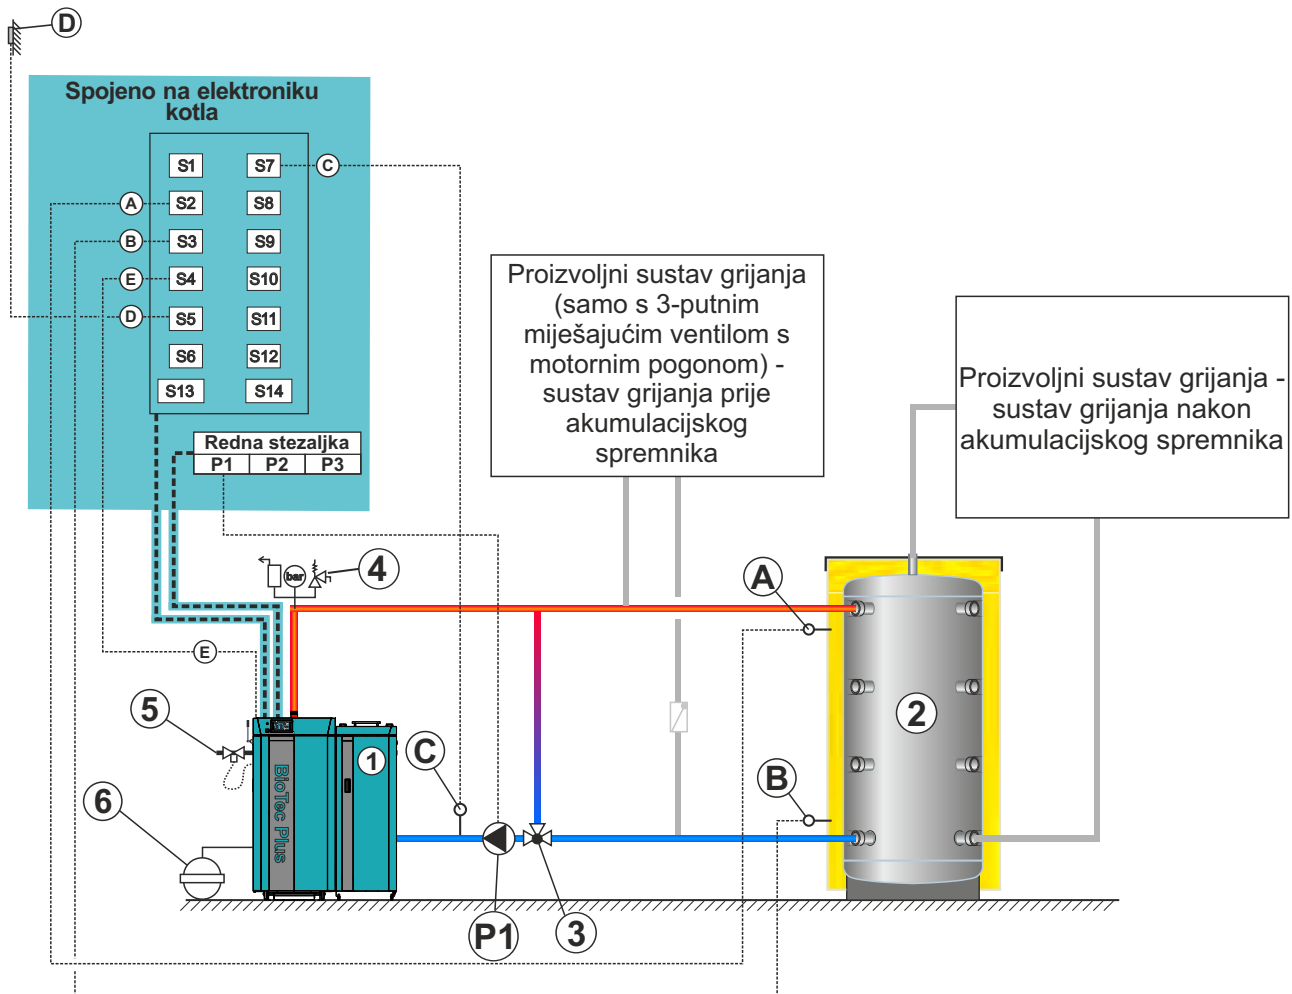 D
Spojeno na elektroniku
kotla
S1
S7
C
A
S2
S8
B
S3
S9
E
S4
S10
D
S5
S11
S6
S12
S13
S14
Redna stezaljka
P1 P2 P3
Proizvoljni sustav grijanja
(samo s 3-putnim
miješajućim ventilom s
motornim pogonom) -
sustav grijanja prije
akumulacijskog
spremnika
Proizvoljni sustav grijanja -
sustav grijanja nakon
akumulacijskog spremnika
bar
4
A
E
5
2
1
C
B
6
BioTec Plus
P1
3